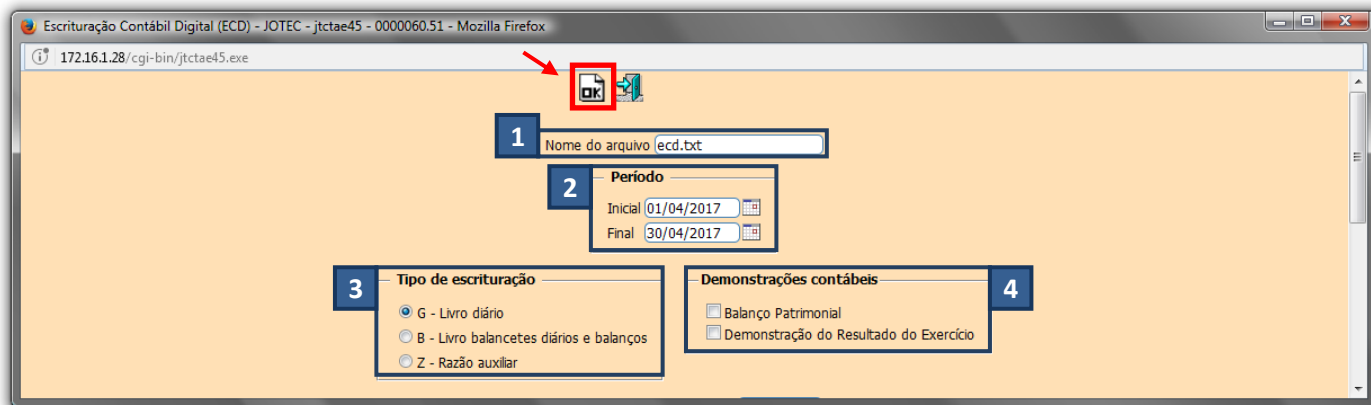 Escrituração Contábil Digital (ECD) - JOTEC - jtctae45 - 0000060.51 - Mozilla Firefox
172.16.1.28/cgi-bin/jtctae45.exe
OK
1
Nome do arquivo ecd.txt
2
Período
Inicial 01/04/2017
Final 30/04/2017
3
Tipo de escrituração
G - Livro diário
B - Livro balancetes diários e balanços
Z - Razão auxiliar
Demonstrações contábeis
4
Balanço Patrimonial
Demonstração do Resultado do Exercício